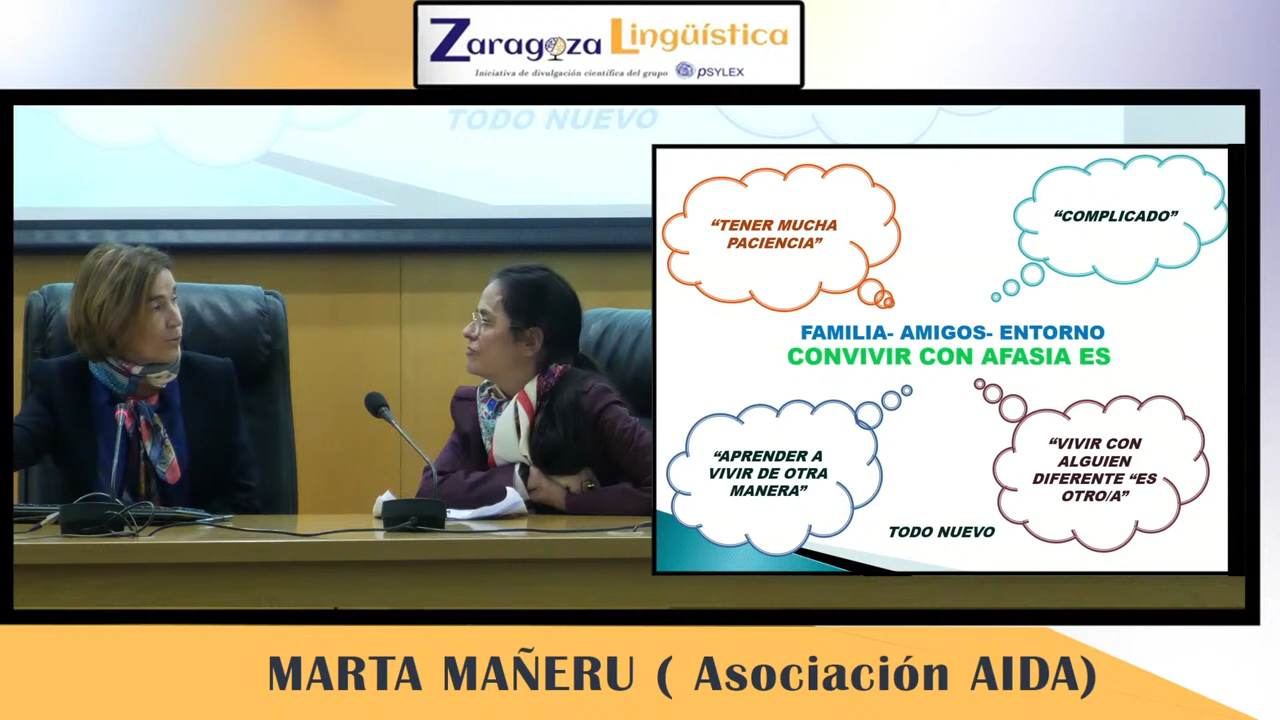 Zaragoza Lingüística
Iniciativa de divulgación científica del grupo PSYLEX
TODO NUEVO
“TENER MUCHA
PACIENCIA”
“COMPLICADO”
FAMILIA- AMIGOS- ENTORNO
CONVIVIR CON AFASIA ES
“APRENDER A
VIVIR DE OTRA
MANERA”
“VIVIR CON
ALGUIEN
DIFERENTE “ES
OTRO/A”
TODO NUEVO
MARTA MAÑERU ( Asociación AIDA)